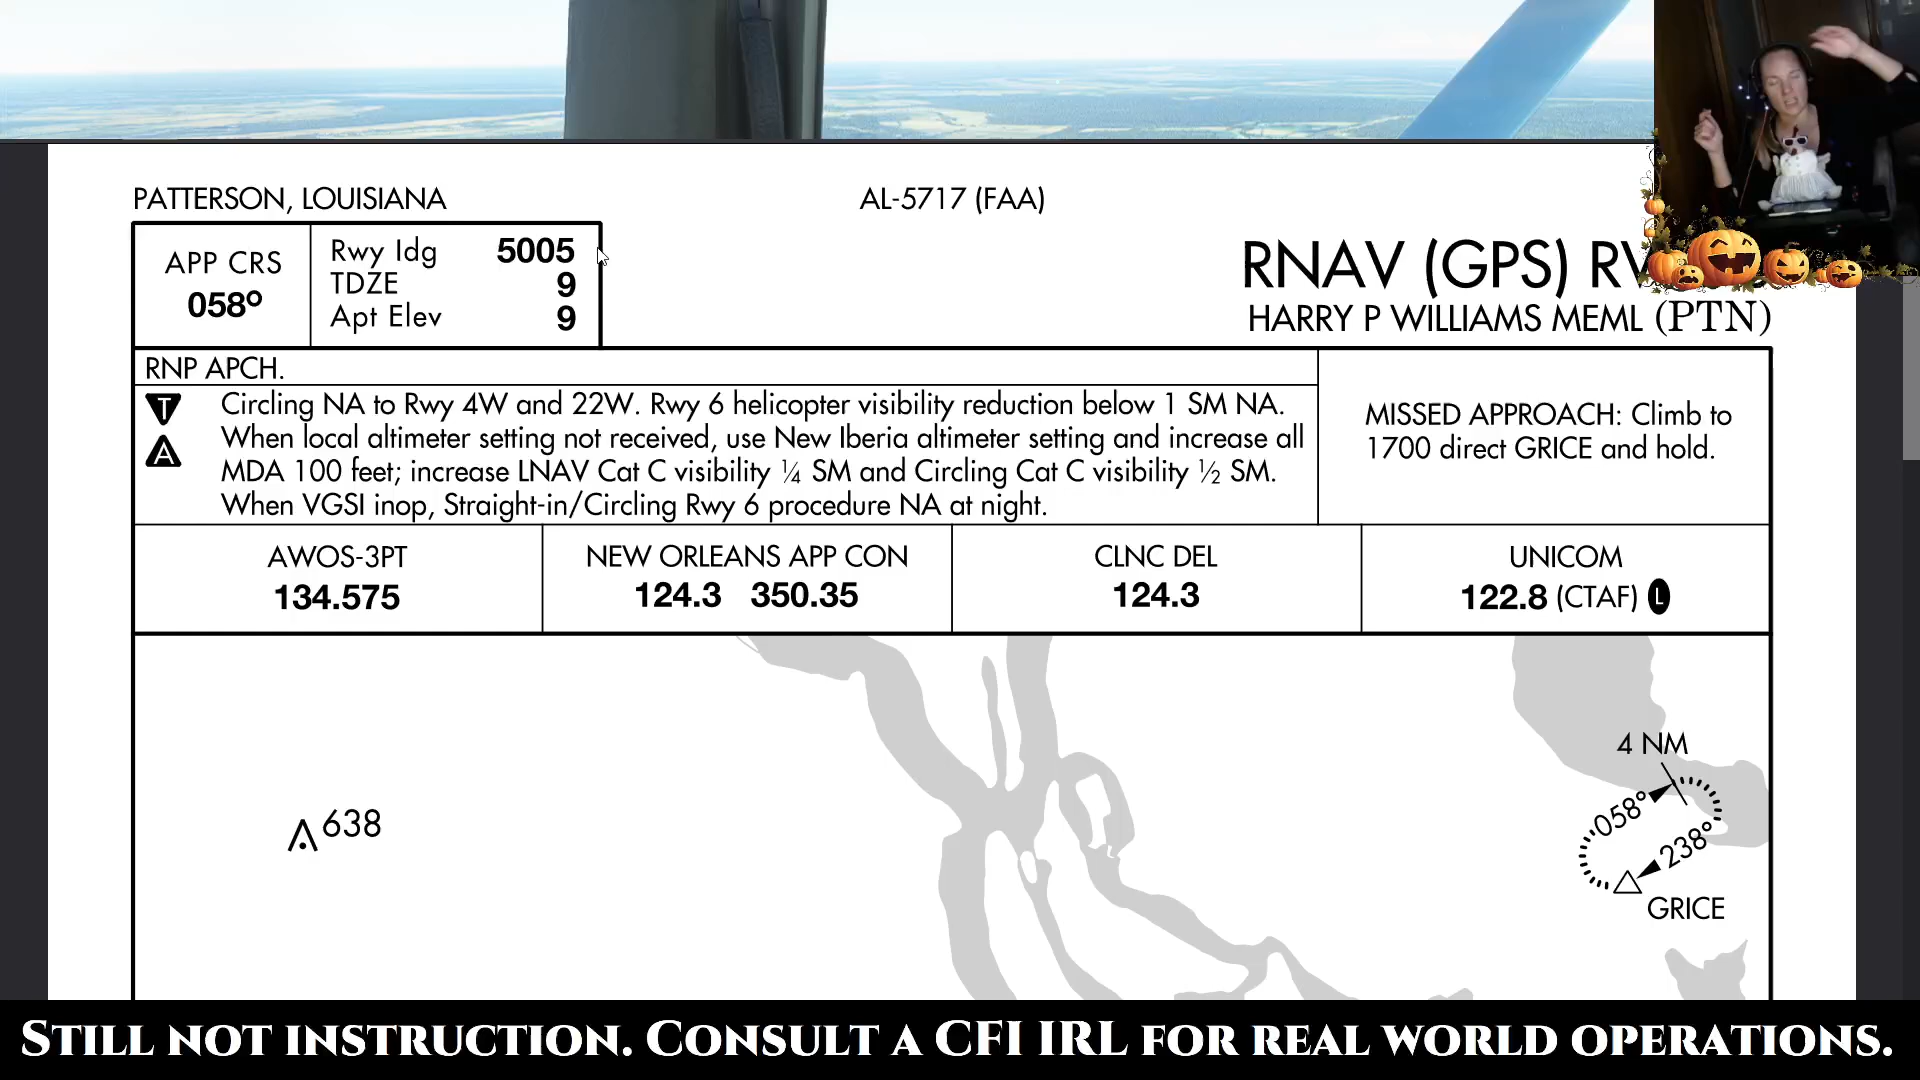 PATTERSON, LOUISIANA
AL-5717 (FAA)
APP CRS
058°
Rwy Idg 5005
TDZE 9
Apt Elev 9
RNAV (GPS)
HARRY P WILLIAMS MEML (PTN)
RNP APCH.
T
A
Circling NA to Rwy 4W and 22W. Rwy 6 helicopter visibility reduction below 1 SM NA.
When local altimeter setting not received, use New Iberia altimeter setting and increase all
MDA 100 feet; increase LNAV Cat C visibility ¼ SM and Circling Cat C visibility ½ SM.
When VGSI inop, Straight-in/Circling Rwy 6 procedure NA at night.
MISSED APPROACH: Climb to
1700 direct GRICE and hold.
AWOS-3PT
134.575
NEW ORLEANS APP CON
124.3 350.35
CLNC DEL
124.3
UNICOM
122.8 (CTAF) L
638
4 NM
058°
238°
GRICE
STILL NOT INSTRUCTION. CONSULT A CFI IRL FOR REAL WORLD OPERATIONS.